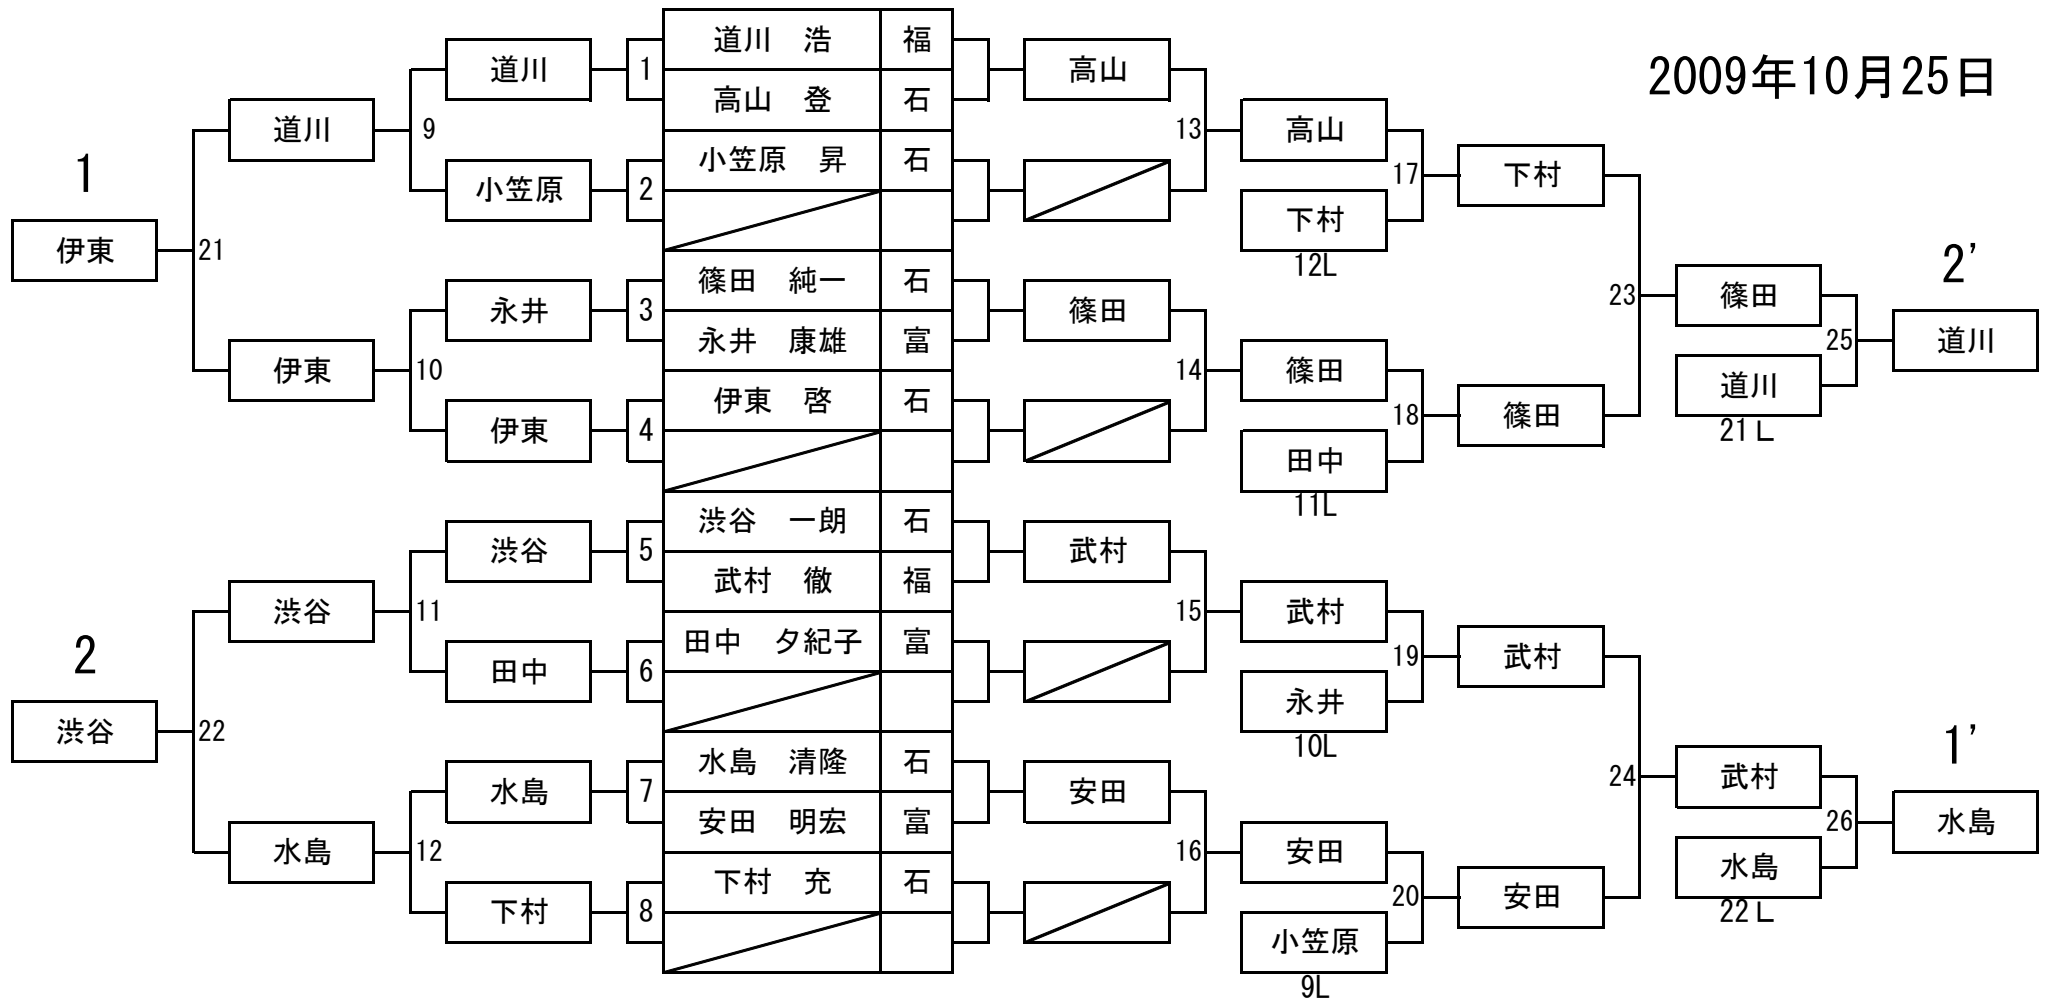 2009年10月25日
道川 浩 福
道川 1 高山
高山 登 石
道川 9 13 高山
小笠原 昇 石
1 小笠原 2 17 下村
下村
伊東 21 12L 2'
篠田 純一 石
永井 3 篠田 23 篠田
永井 康雄 富 25 道川
伊東 10 14 篠田
道川
伊東 啓 石 18 篠田
伊東 4 21L
田中
11L
渋谷 一朗 石
渋谷 5 武村
武村 徹 福
渋谷 11 15 武村
2 田中 夕紀子 富 19 武村
田中 6
永井
渋谷 22 10L 1'
水島 清隆 石
水島 7 安田 24 武村
安田 明宏 富 26 水島
水島 12 16 安田
水島
下村 充 石 20 安田
下村 8 22L
小笠原
9L